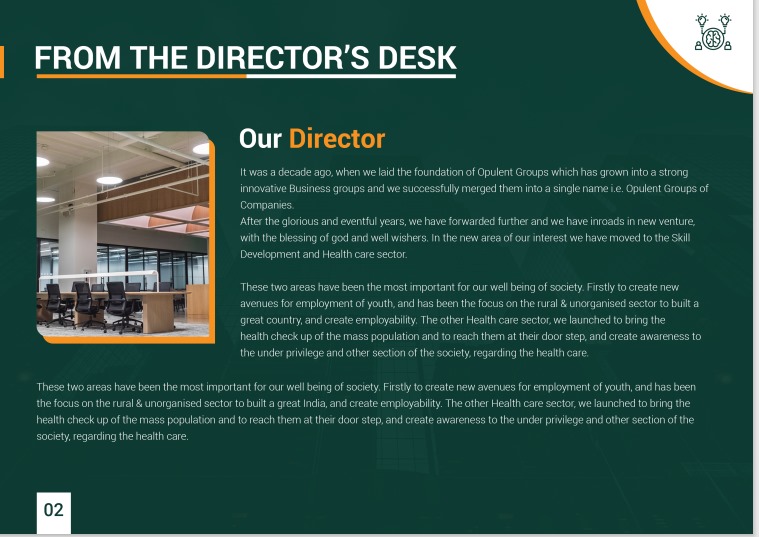 FROM THE DIRECTOR'S DESK
Our Director
It was a decade ago, when we laid the foundation of Opulent Groups which has grown into a strong
innovative Business groups and we successfully merged them into a single name i.e. Opulent Groups of
Companies.
After the glorious and eventful years, we have forwarded further and we have inroads in new venture,
with the blessing of god and well wishers. In the new area of our interest we have moved to the Skill
Development and Health care sector.
These two areas have been the most important for our well being of society. Firstly to create new
avenues for employment of youth, and has been the focus on the rural & unorganised sector to built a
great country, and create employability. The other Health care sector, we launched to bring the
health check up of the mass population and to reach them at their door step, and create awareness to
the under privilege and other section of the society, regarding the health care.
These two areas have been the most important for our well being of society. Firstly to create new avenues for employment of youth, and has been
the focus on the rural & unorganised sector to built a great India, and create employability. The other Health care sector, we launched to bring the
health check up of the mass population and to reach them at their door step, and create awareness to the under privilege and other section of the
society, regarding the health care.
02